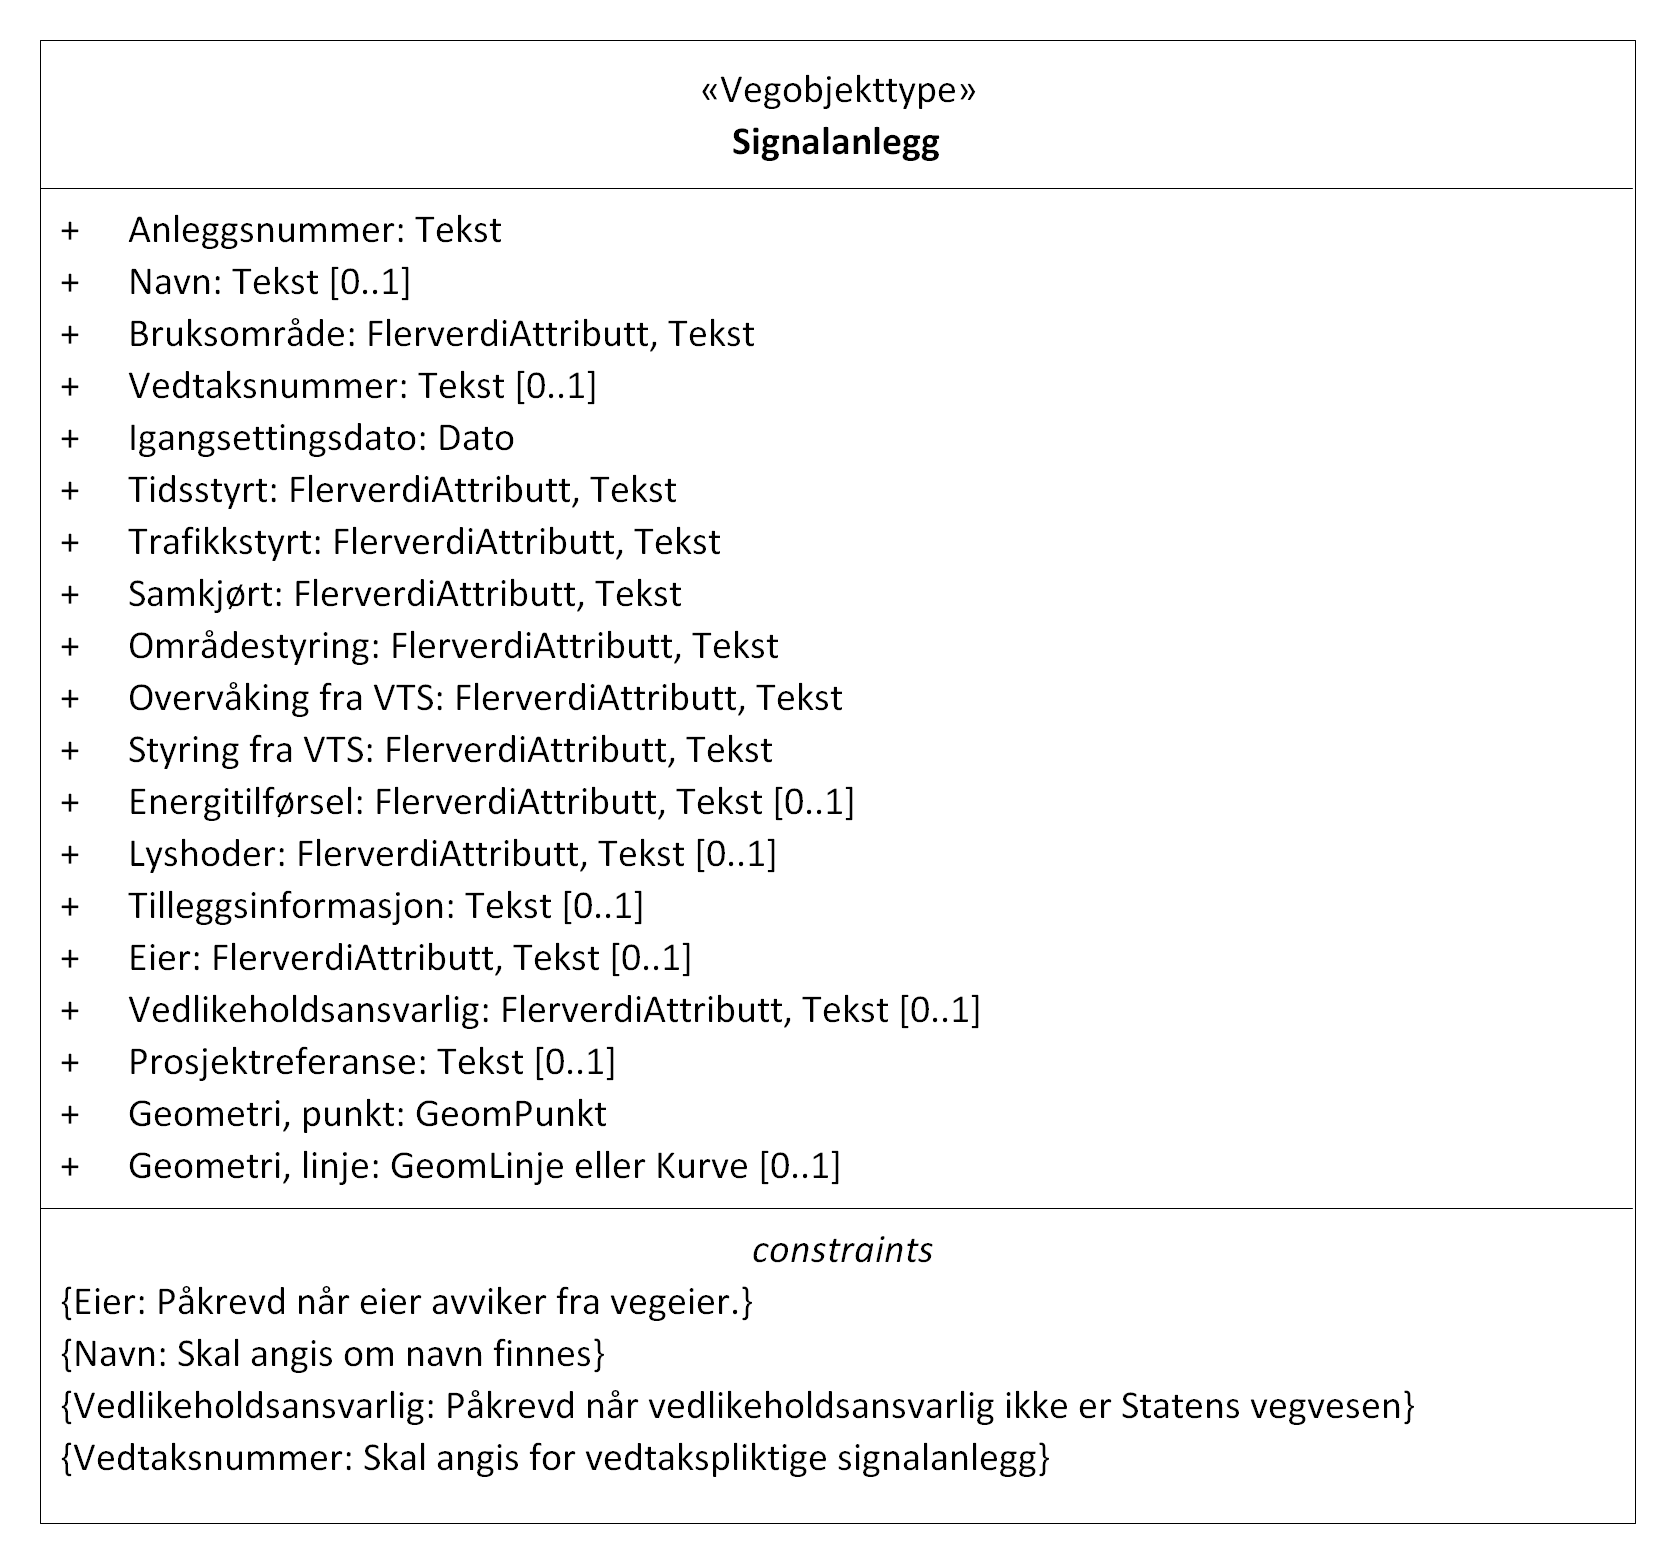 «Vegobjekttype»
Signalanlegg
+ Anleggsnummer: Tekst
+ Navn: Tekst [0..1]
+ Bruksområde: FlerverdiAttributt, Tekst
+ Vedtaksnummer: Tekst [0..1]
+ Igangsettingsdato: Dato
+ Tidsstyrt: FlerverdiAttributt, Tekst
+ Trafikkstyrt: FlerverdiAttributt, Tekst
+ Samkjørt: FlerverdiAttributt, Tekst
+ Områdestyring: FlerverdiAttributt, Tekst
+ Overvåking fra VTS: FlerverdiAttributt, Tekst
+ Styring fra VTS: FlerverdiAttributt, Tekst
+ Energitilførsel: FlerverdiAttributt, Tekst [0..1]
+ Lyshoder: FlerverdiAttributt, Tekst [0..1]
+ Tilleggsinformasjon: Tekst [0..1]
+ Eier: FlerverdiAttributt, Tekst [0..1]
+ Vedlikeholdsansvarlig: FlerverdiAttributt, Tekst [0..1]
+ Prosjektreferanse: Tekst [0..1]
+ Geometri, punkt: GeomPunkt
+ Geometri, linje: GeomLinje eller Kurve [0..1]
constraints
{Eier: Påkrevd når eier avviker fra vegeier.}
{Navn: Skal angis om navn finnes}
{Vedlikeholdsansvarlig: Påkrevd når vedlikeholdsansvarlig ikke er Statens vegvesen}
{Vedtaksnummer: Skal angis for vedtakspliktige signalanlegg}